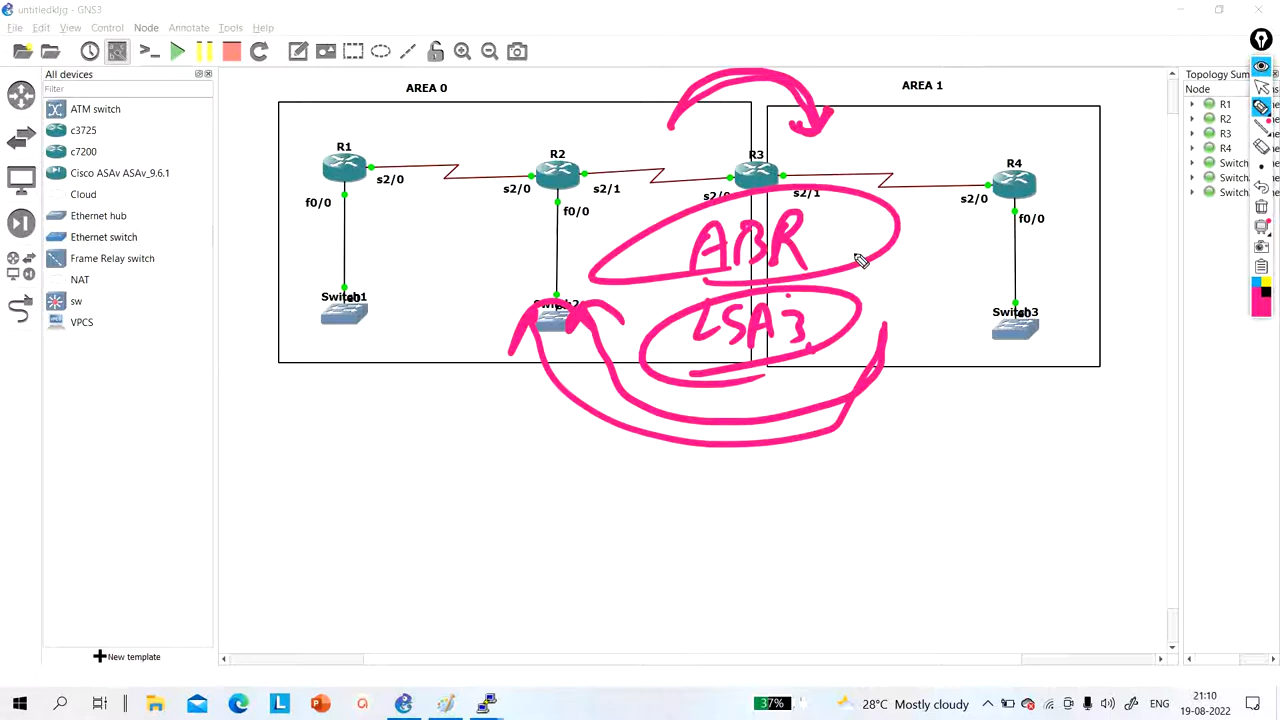 untitledkljg - GNS3
File Edit View Control Node Annotate Tools Help
All devices
Filter
ATM switch
c3725
c7200
Cisco ASAv ASAv_9.6.1
Cloud
Ethernet hub
Ethernet switch
Frame Relay switch
NAT
sw
VPCS
New template
AREA 0
AREA 1
R1
s2/0
f0/0
Switch1
R2
s2/0
s2/1
f0/0
R3
s2/1
R4
s2/0
f0/0
Switch3
ABR
LSA 3
Topology Sum
Node
R1
R2
R3
R4
Switch
Switch
Switch
37%
28°C Mostly cloudy
ENG
21:10
19-08-2022